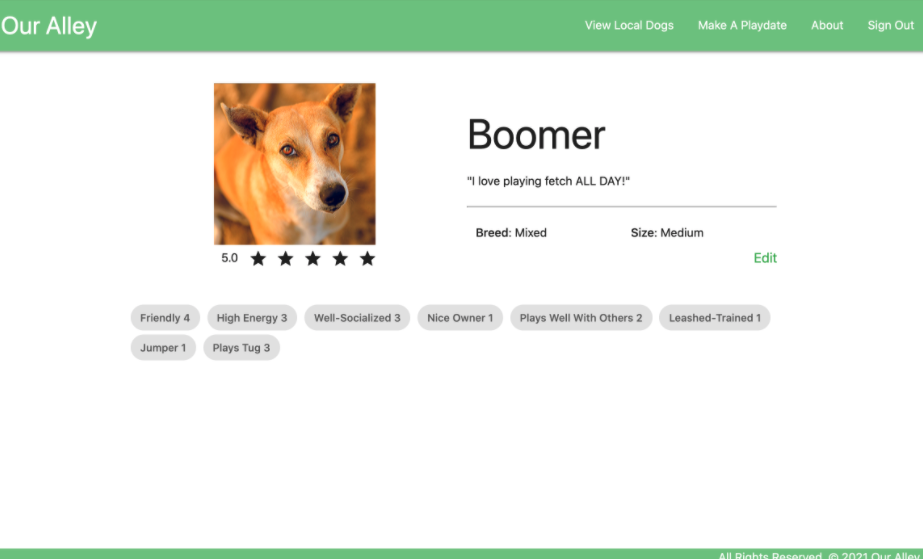 Our Alley
View Local Dogs Make A Playdate About Sign Out
Boomer
"I love playing fetch ALL DAY!"
Breed: Mixed Size: Medium
5.0
Edit
Friendly 4 High Energy 3 Well-Socialized 3 Nice Owner 1 Plays Well With Others 2 Leashed-Trained 1
Jumper 1 Plays Tug 3
All Rights Reserved. © 2021 Our Alley